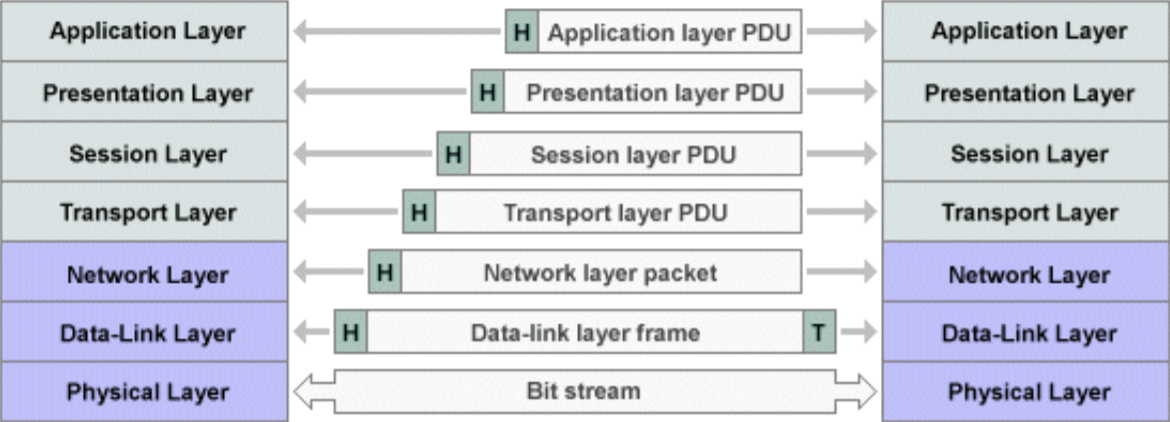 Application Layer H Application layer PDU Application Layer
Presentation Layer H Presentation layer PDU Presentation Layer
Session Layer H Session layer PDU Session Layer
Transport Layer H Transport layer PDU Transport Layer
Network Layer H Network layer packet Network Layer
Data-Link Layer H Data-link layer frame T Data-Link Layer
Physical Layer Bit stream Physical Layer